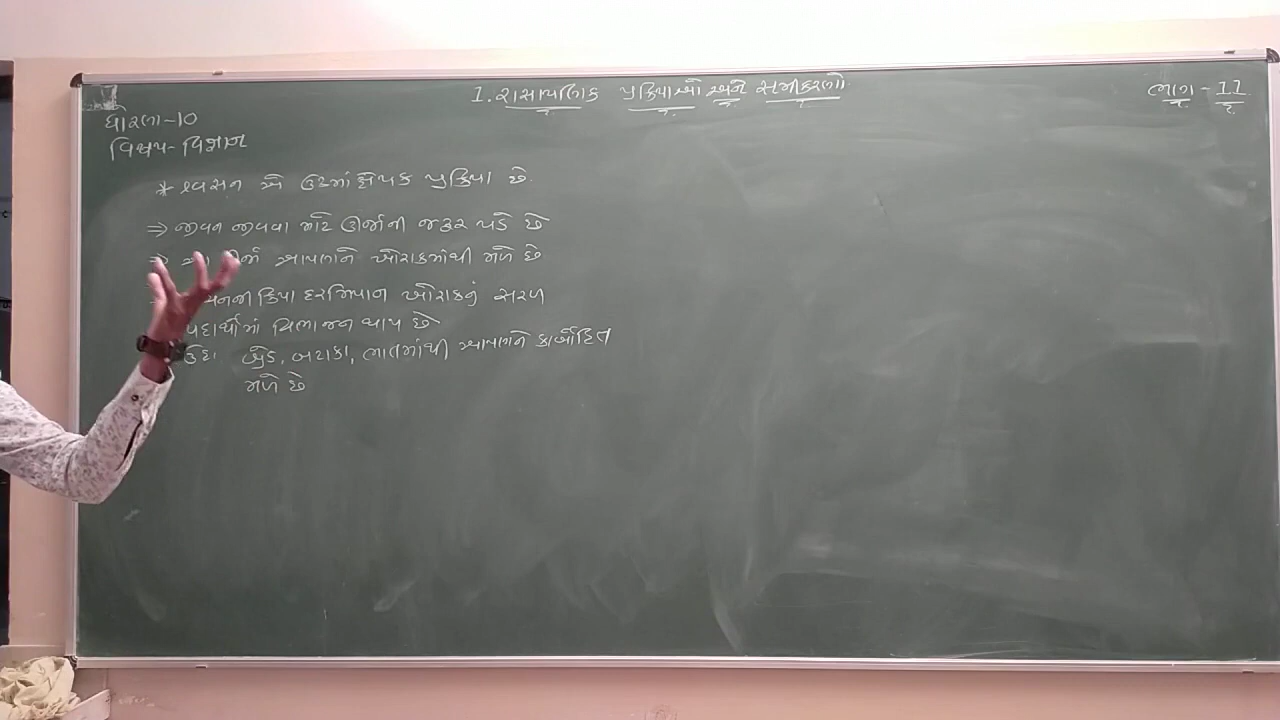 1. રાસાયણિક પ્રક્રિયાઓ અને સમીકરણો
ભાગ - 11
ધોરણ-10
વિષય- વિજ્ઞાન
* શ્વસન એ ઉષ્માક્ષેપક પ્રક્રિયા છે.
⇒ જીવન જીવવા માટે ઊર્જાની જરૂર પડે છે
⇒ આપણને ખોરાકમાંથી મળે છે
ક્રિયા દરમિયાન ખોરાકનું સરળ
પદાર્થોમાં વિભાજન થાય છે
ઉદા. બ્રેડ, બટાકા, ભાતમાંથી આપણને કાર્બોદિત
મળે છે